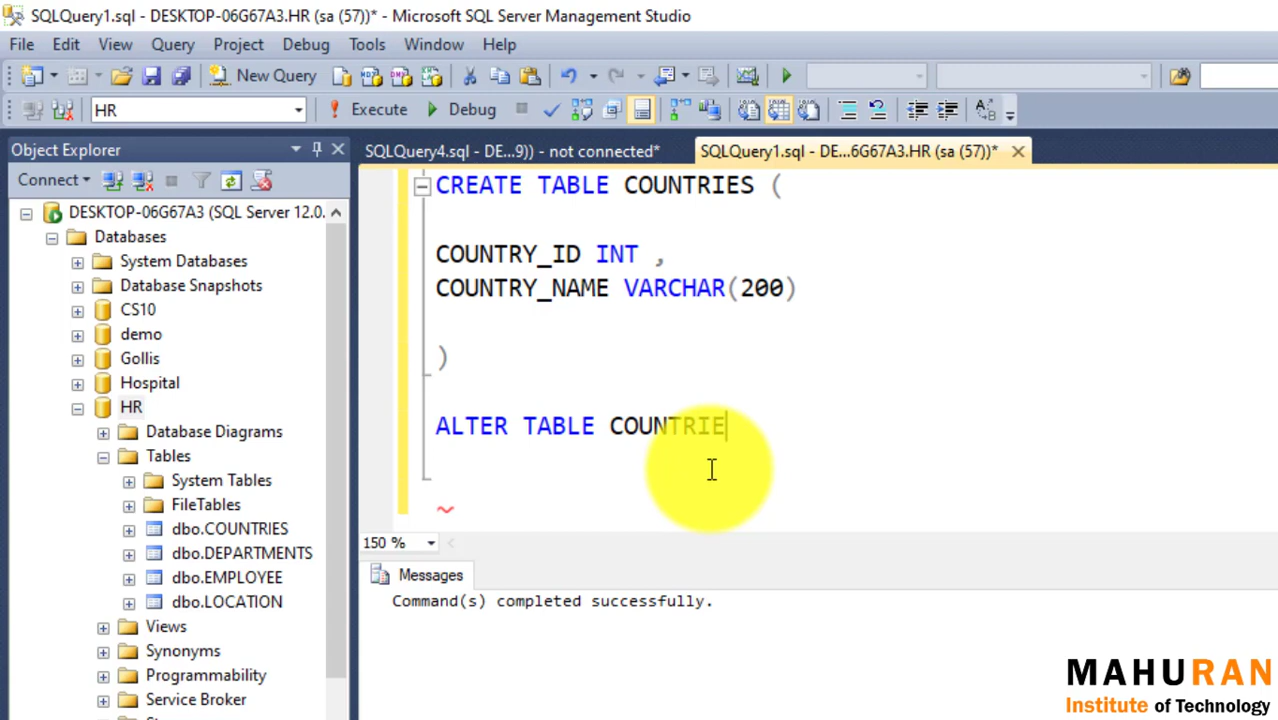 SQLQuery1.sql - DESKTOP-06G67A3.HR (sa (57))* - Microsoft SQL Server Management Studio
File Edit View Query Project Debug Tools Window Help
New Query
HR Execute Debug
Object Explorer
SQLQuery4.sql - DE...9)) - not connected*
SQLQuery1.sql - DE...6G67A3.HR (sa (57))*
Connect
DESKTOP-06G67A3 (SQL Server 12.0.
Databases
System Databases
Database Snapshots
CS10
demo
Gollis
Hospital
HR
Database Diagrams
Tables
System Tables
FileTables
dbo.COUNTRIES
dbo.DEPARTMENTS
dbo.EMPLOYEE
dbo.LOCATION
Views
Synonyms
Programmability
Service Broker
CREATE TABLE COUNTRIES (
COUNTRY_ID INT ,
COUNTRY_NAME VARCHAR(200)
)
ALTER TABLE COUNTRIE
150 %
Messages
Command(s) completed successfully.
MAHURAN
Institute of Technology